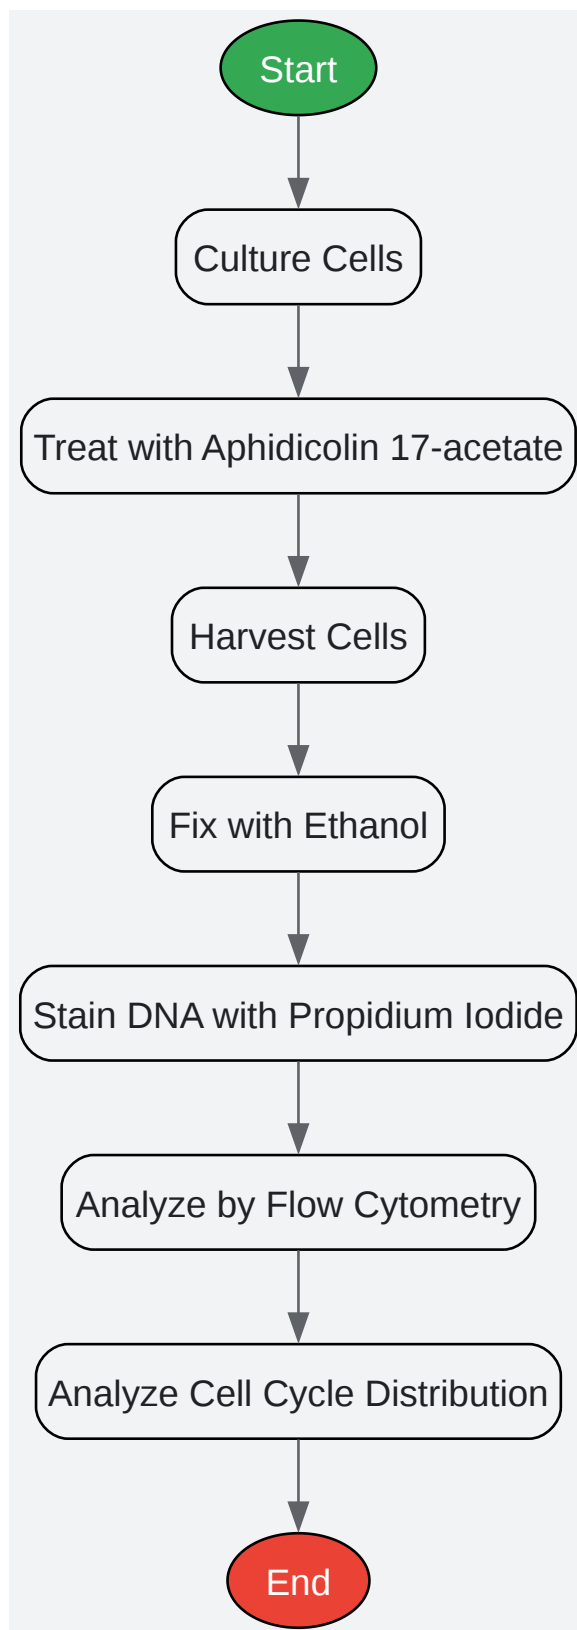 Start
Culture Cells
Treat with Aphidicolin 17-acetate
Harvest Cells
Fix with Ethanol
Stain DNA with Propidium Iodide
Analyze by Flow Cytometry
Analyze Cell Cycle Distribution
End